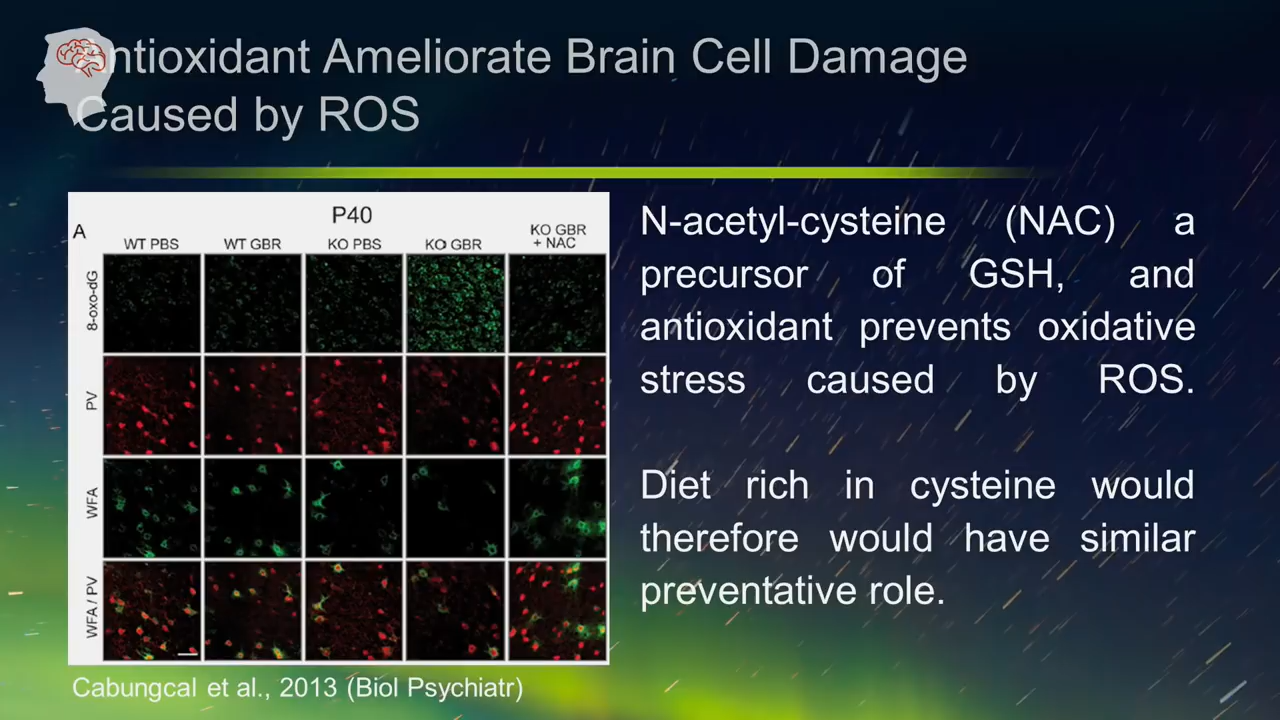 Antioxidant Ameliorate Brain Cell Damage
Caused by ROS
P40
A
WT PBS
WT GBR
KO PBS
KO GBR
KO GBR
+ NAC
8-oxo-dG
PV
WFA
WFA / PV
Cabungcal et al., 2013 (Biol Psychiatr)
N-acetyl-cysteine (NAC) a
precursor of GSH, and
antioxidant prevents oxidative
stress caused by ROS.
Diet rich in cysteine would
therefore would have similar
preventative role.